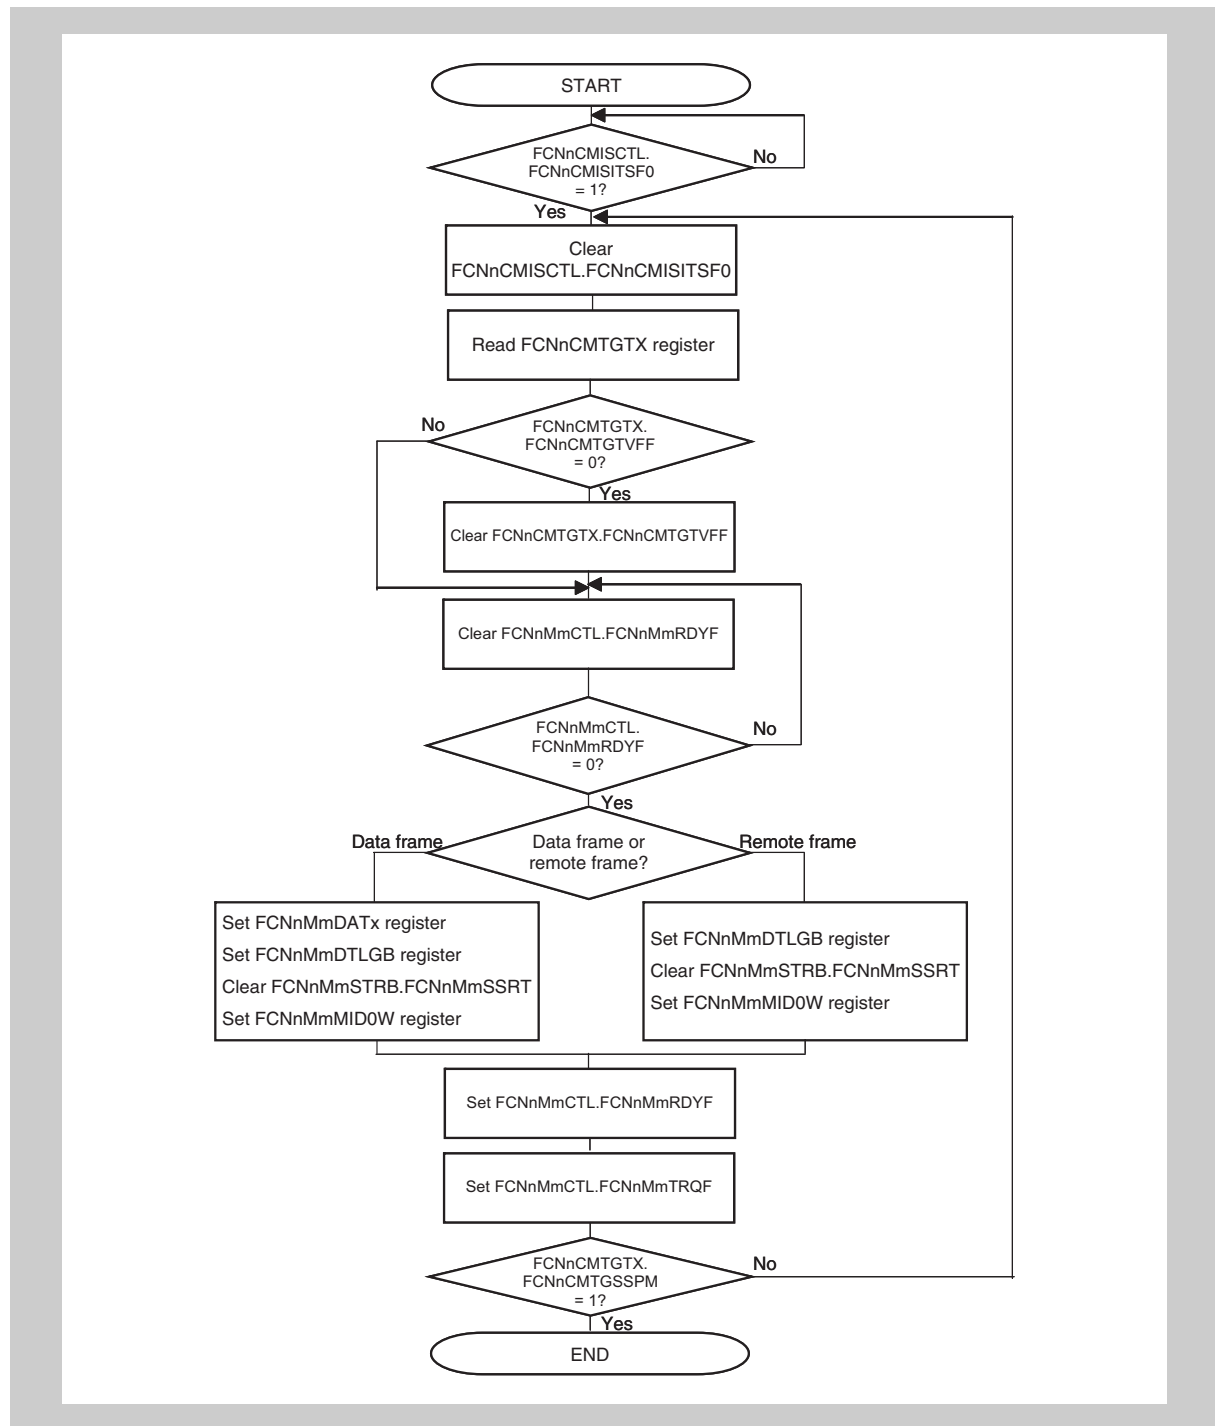 START
FCNnCMISCTL.
FCNnCMISITSF0
= 1?
No
Yes
Clear
FCNnCMISCTL.FCNnCMISITSF0
Read FCNnCMTGTX register
No
FCNnCMTGTX.
FCNnCMTGTVFF
= 0?
Yes
Clear FCNnCMTGTX.FCNnCMTGTVFF
Clear FCNnMmCTL.FCNnMmRDYF
FCNnMmCTL.
FCNnMmRDYF
= 0?
No
Yes
Data frame
Data frame or
remote frame?
Remote frame
Set FCNnMmDATx register
Set FCNnMmDTLGB register
Clear FCNnMmSTRB.FCNnMmSSRT
Set FCNnMmMID0W register
Set FCNnMmDTLGB register
Clear FCNnMmSTRB.FCNnMmSSRT
Set FCNnMmMID0W register
Set FCNnMmCTL.FCNnMmRDYF
Set FCNnMmCTL.FCNnMmTRQF
FCNnCMTGTX.
FCNnCMTGSSPM
= 1?
No
Yes
END